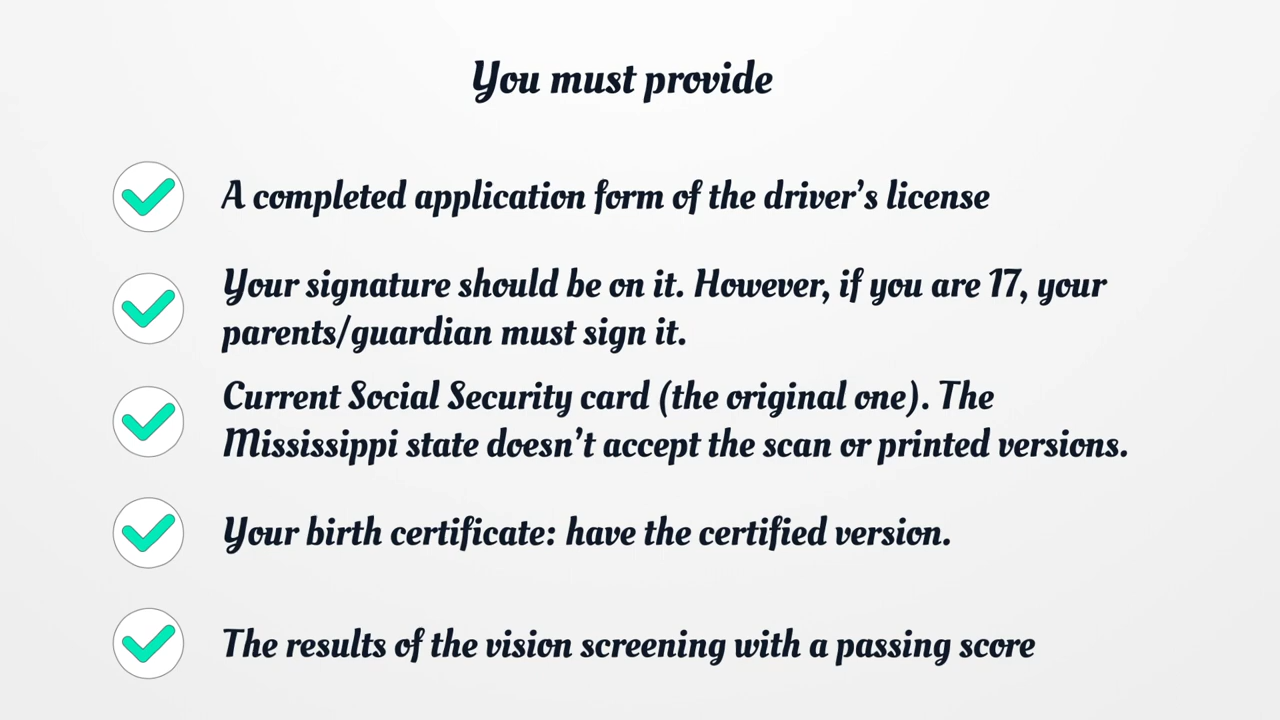 You must provide
A completed application form of the driver’s license
Your signature should be on it. However, if you are 17, your
parents/guardian must sign it.
Current Social Security card (the original one). The
Mississippi state doesn’t accept the scan or printed versions.
Your birth certificate: have the certified version.
The results of the vision screening with a passing score